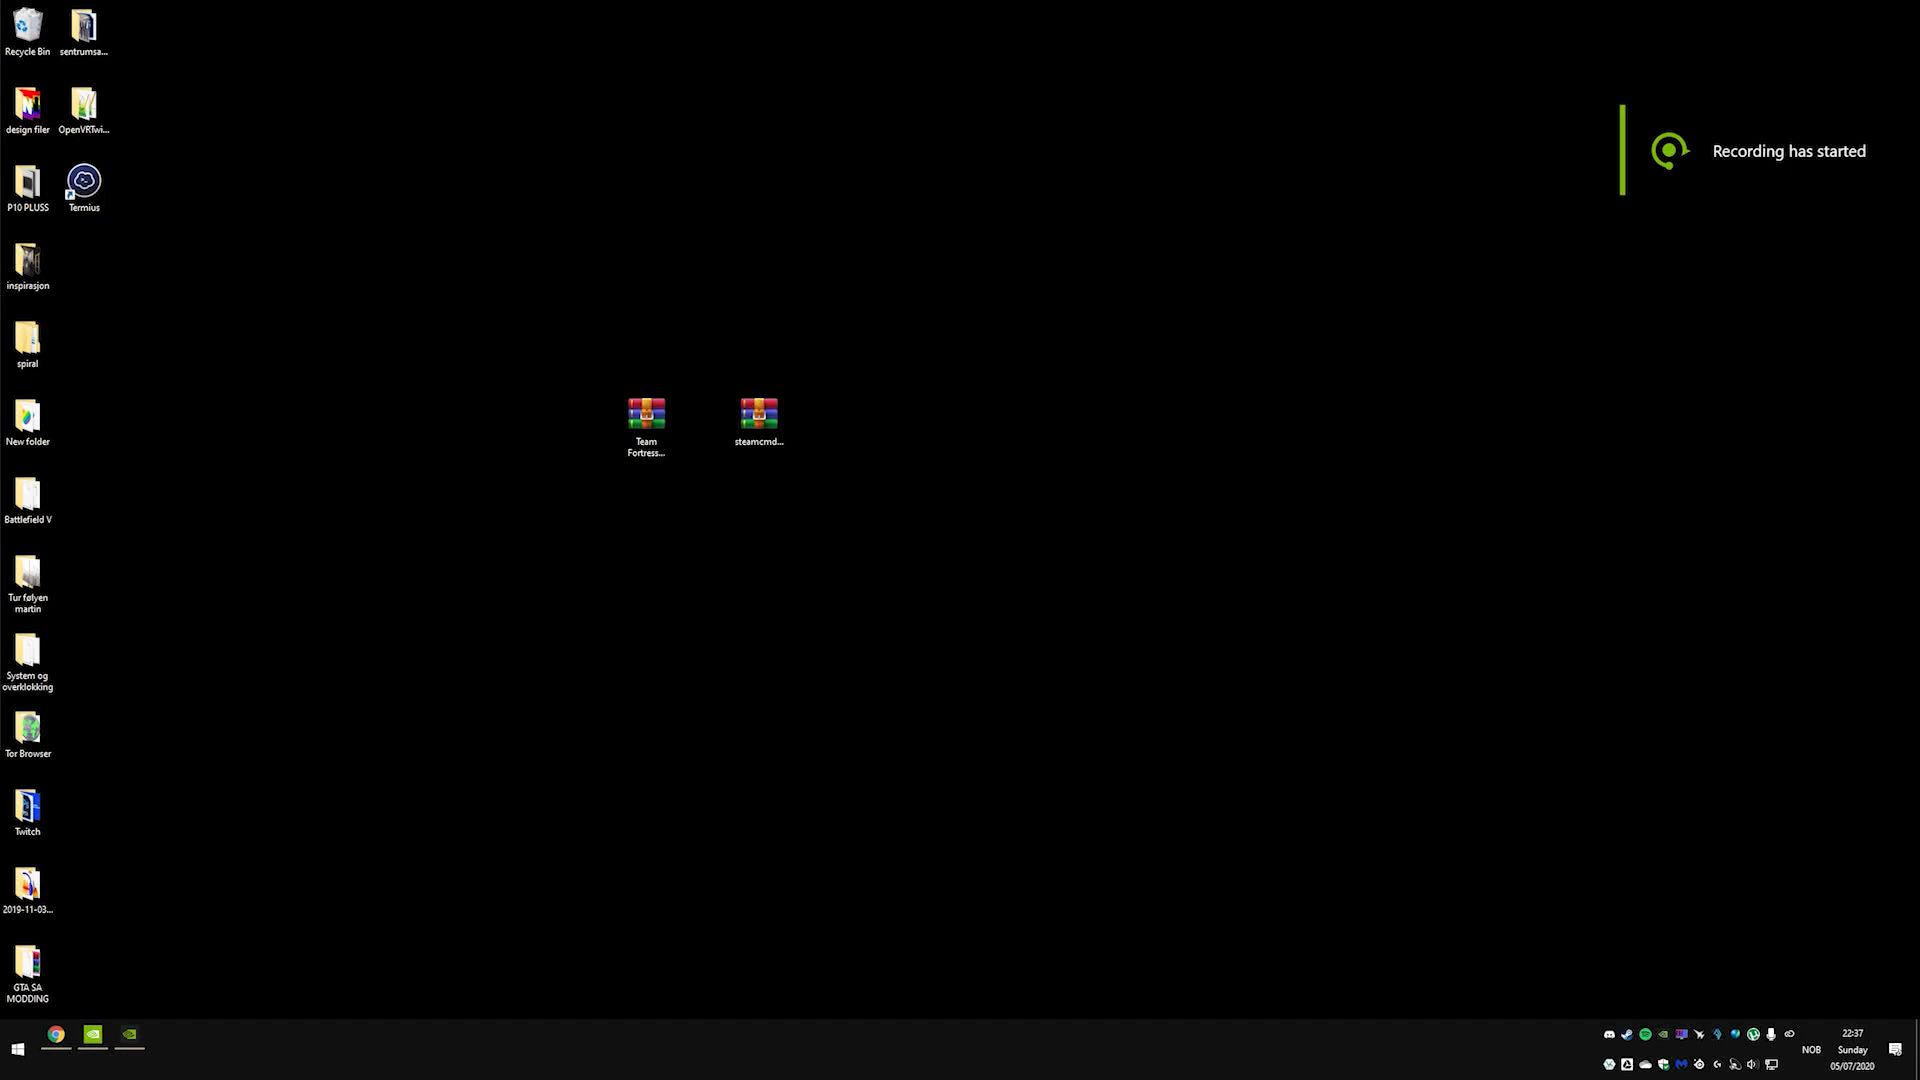 Recycle Bin
sentrumsa...
design filer
OpenVRTwi...
P10 PLUSS
Termius
inspirasjon
spiral
New folder
Battlefield V
Tur følyen
martin
System og
overklokking
Tor Browser
Twitch
2019-11-03...
GTA SA
MODDING
Team
Fortress...
steamcmd...
Recording has started
22:37
NOB
Sunday
05/07/2020